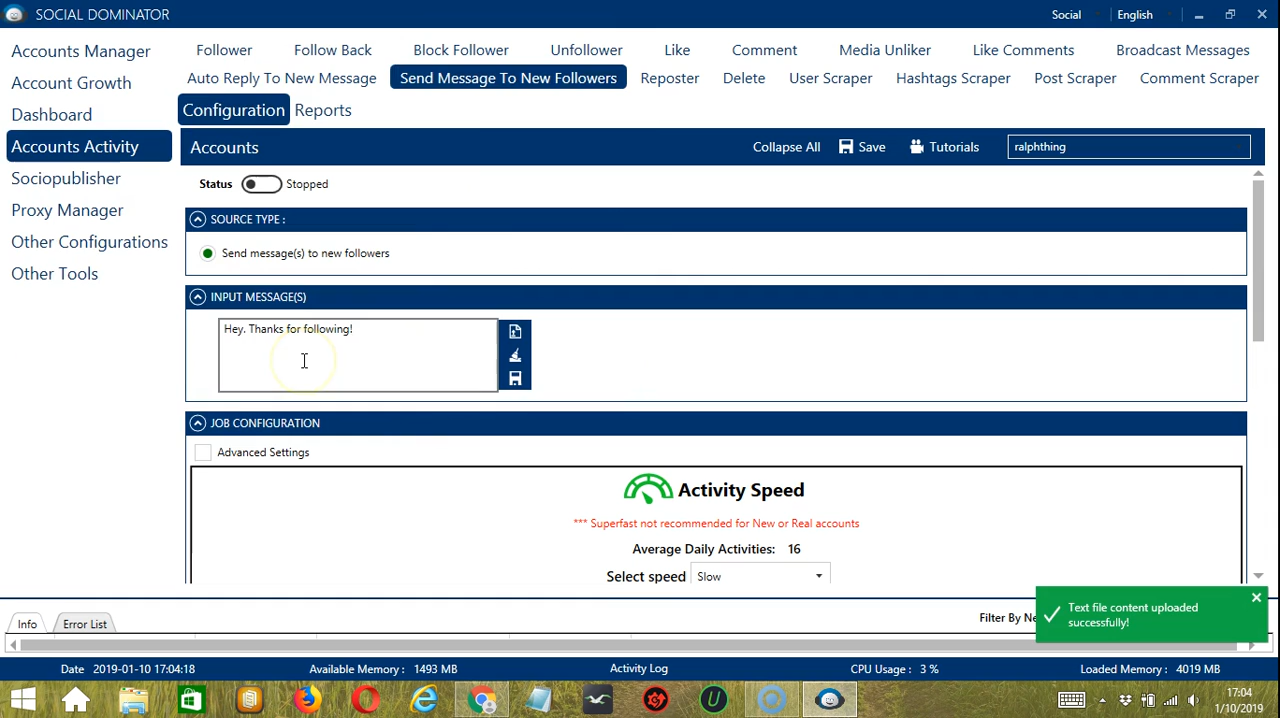 SOCIAL DOMINATOR
Social
English
Accounts Manager
Account Growth
Dashboard
Accounts Activity
Sociopublisher
Proxy Manager
Other Configurations
Other Tools
Follower
Follow Back
Block Follower
Unfollower
Like
Comment
Media Unliker
Like Comments
Broadcast Messages
Auto Reply To New Message
Send Message To New Followers
Reposter
Delete
User Scraper
Hashtags Scraper
Post Scraper
Comment Scraper
Configuration
Reports
Accounts
Collapse All
Save
Tutorials
ralphthing
Status
Stopped
SOURCE TYPE :
Send message(s) to new followers
INPUT MESSAGE(S)
Hey. Thanks for following!
JOB CONFIGURATION
Advanced Settings
Activity Speed
*** Superfast not recommended for New or Real accounts
Average Daily Activities: 16
Select speed
Slow
Info
Error List
Filter By Ne
Text file content uploaded
successfully!
Date 2019-01-10 17:04:18
Available Memory : 1493 MB
Activity Log
CPU Usage : 3 %
Loaded Memory : 4019 MB
17:04
1/10/2019